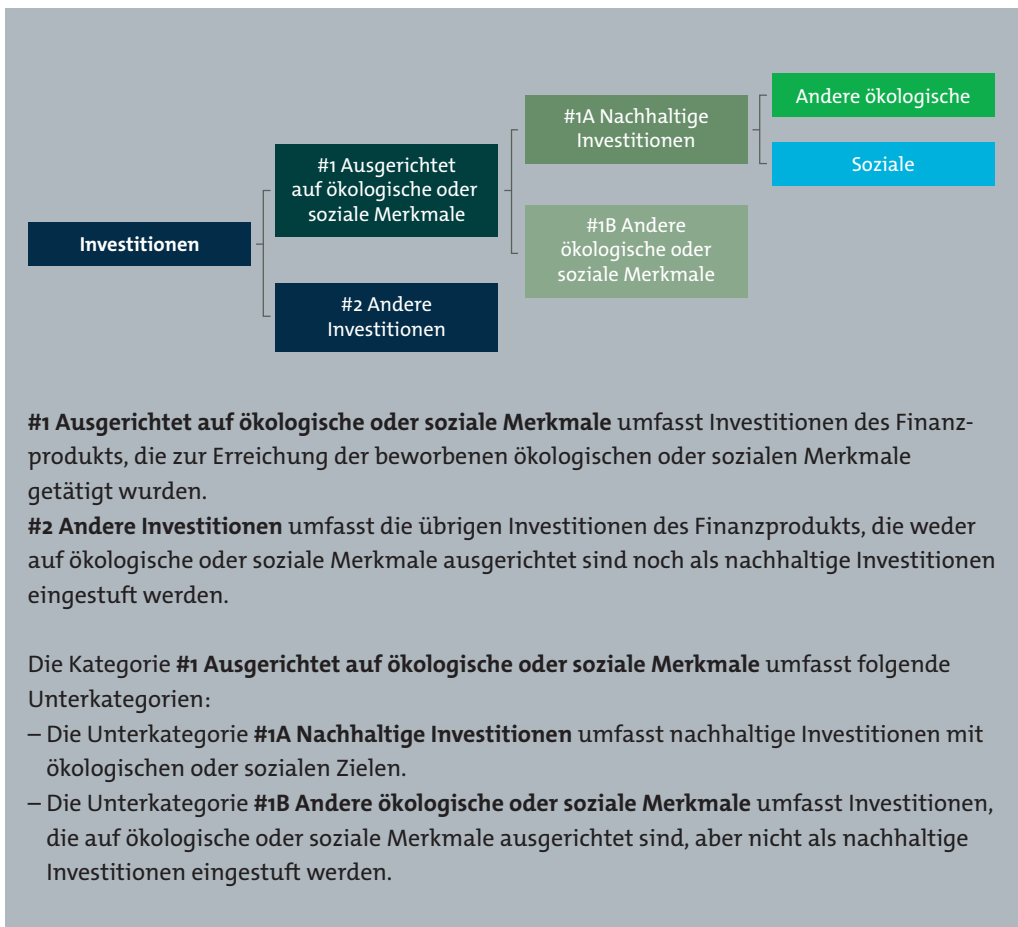 Andere ökologische
#1A Nachhaltige
Investitionen
Soziale
#1 Ausgerichtet
auf ökologische oder
soziale Merkmale
#1B Andere
ökologische oder
soziale Merkmale
Investitionen
#2 Andere
Investitionen
#1 Ausgerichtet auf ökologische oder soziale Merkmale umfasst Investitionen des Finanz-
produkts, die zur Erreichung der beworbenen ökologischen oder sozialen Merkmale
getätigt wurden.
#2 Andere Investitionen umfasst die übrigen Investitionen des Finanzprodukts, die weder
auf ökologische oder soziale Merkmale ausgerichtet sind noch als nachhaltige Investitionen
eingestuft werden.
Die Kategorie #1 Ausgerichtet auf ökologische oder soziale Merkmale umfasst folgende
Unterkategorien:
– Die Unterkategorie #1A Nachhaltige Investitionen umfasst nachhaltige Investitionen mit
ökologischen oder sozialen Zielen.
– Die Unterkategorie #1B Andere ökologische oder soziale Merkmale umfasst Investitionen,
die auf ökologische oder soziale Merkmale ausgerichtet sind, aber nicht als nachhaltige
Investitionen eingestuft werden.